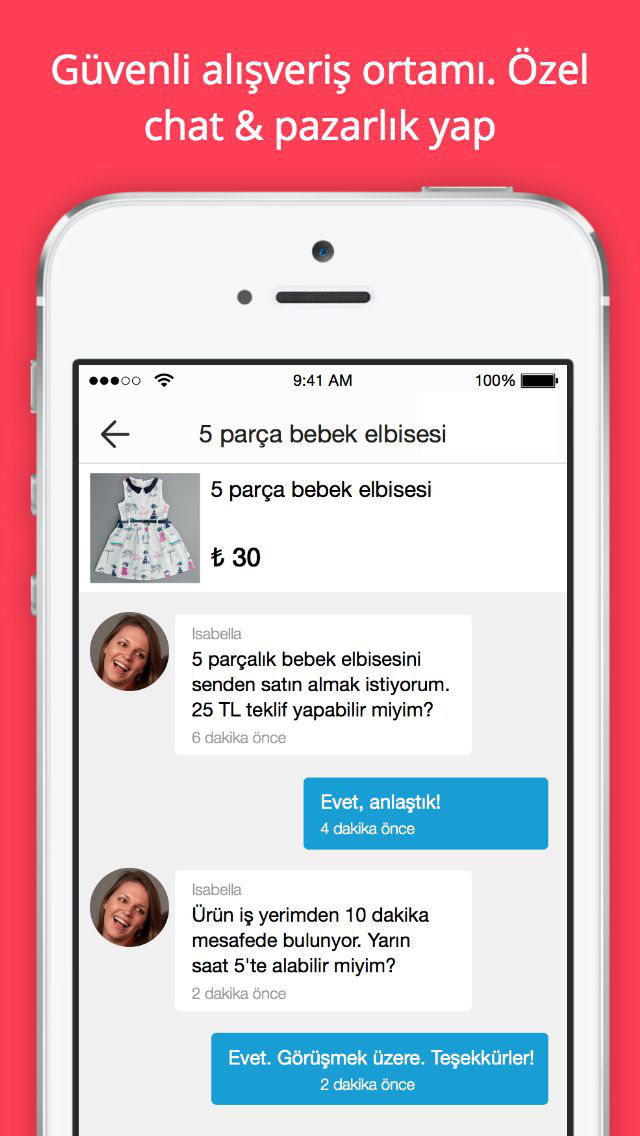 Güvenli alışveriş ortamı. Özel
chat & pazarlık yap
9:41 AM
100%
5 parça bebek elbisesi
5 parça bebek elbisesi
₺ 30
Isabella
5 parçalık bebek elbisesini
senden satın almak istiyorum.
25 TL teklif yapabilir miyim?
6 dakika önce
Evet, anlaştık!
4 dakika önce
Isabella
Ürün iş yerimden 10 dakika
mesafede bulunyor. Yarın
saat 5'te alabilir miyim?
2 dakika önce
Evet. Görüşmek üzere. Teşekkürler!
2 dakika önce